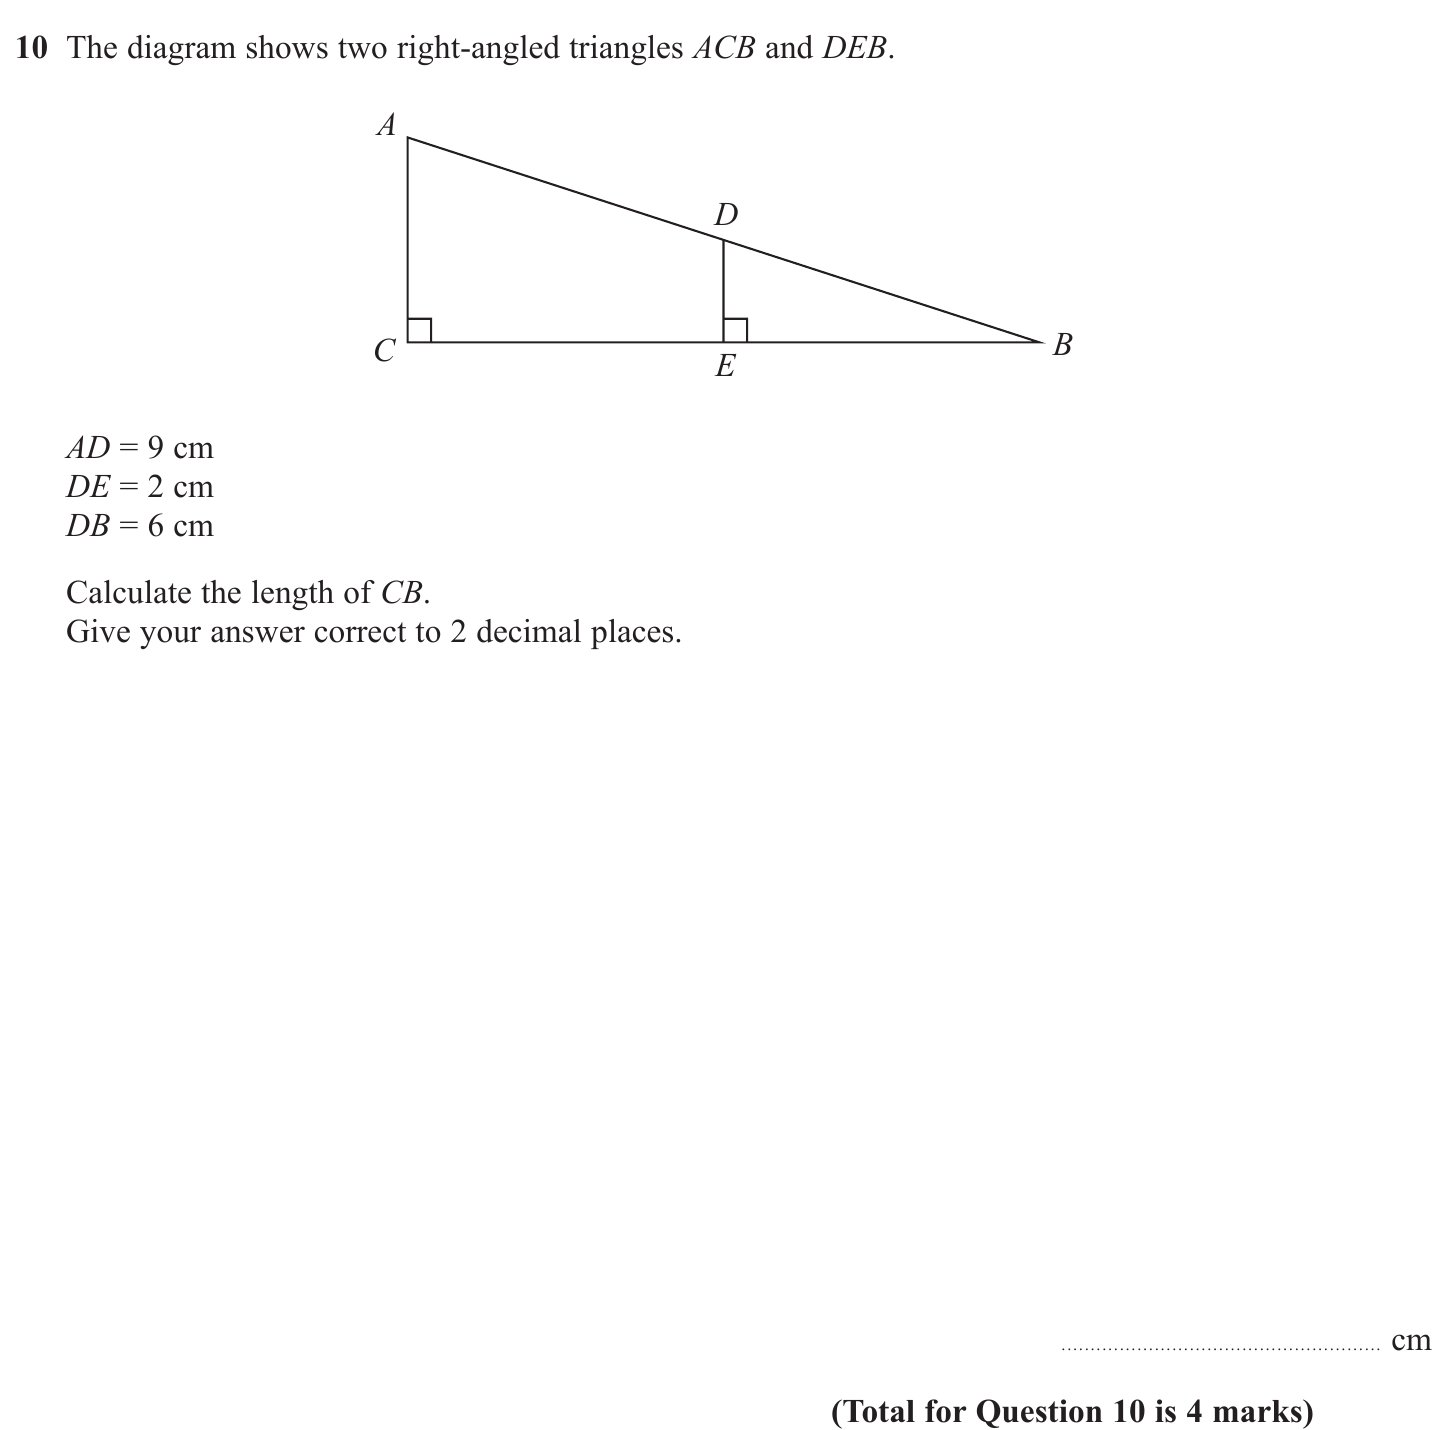 10 The diagram shows two right-angled triangles ACB and DEB.
A
D
C
E
B
AD = 9 cm
DE = 2 cm
DB = 6 cm
Calculate the length of CB.
Give your answer correct to 2 decimal places.
...................................................... cm
(Total for Question 10 is 4 marks)